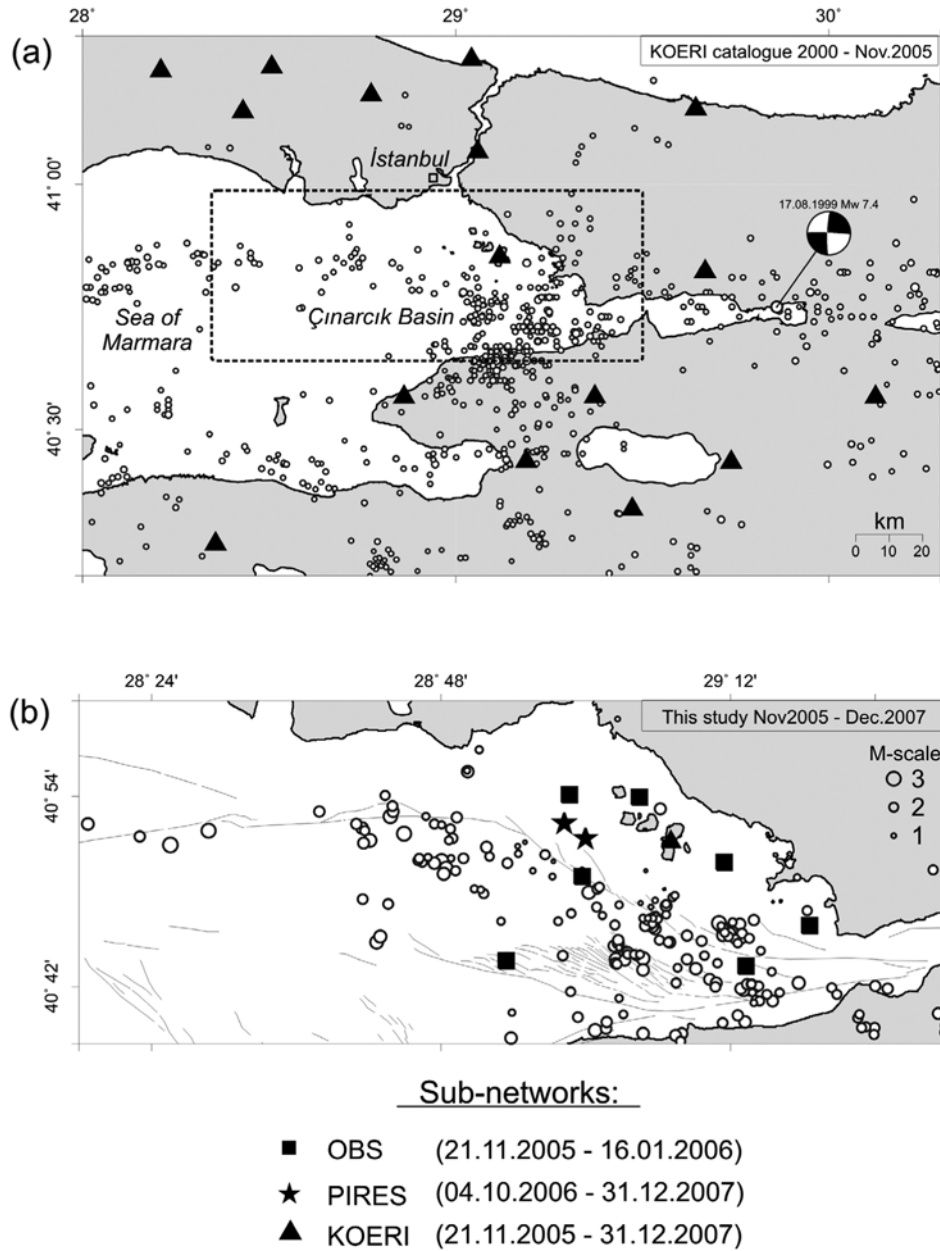 28° 29° 30°
(a)
KOERI catalogue 2000 - Nov.2005
İstanbul
41° 00'
17.08.1999 Mw 7.4
Sea of
Marmara
Çınarcık Basin
40° 30'
km
0 10 20
28° 24' 28° 48' 29° 12'
(b)
This study Nov2005 - Dec.2007
M-scale
3
2
1
40° 54'
40° 42'
Sub-networks:
OBS (21.11.2005 - 16.01.2006)
PIRES (04.10.2006 - 31.12.2007)
KOERI (21.11.2005 - 31.12.2007)